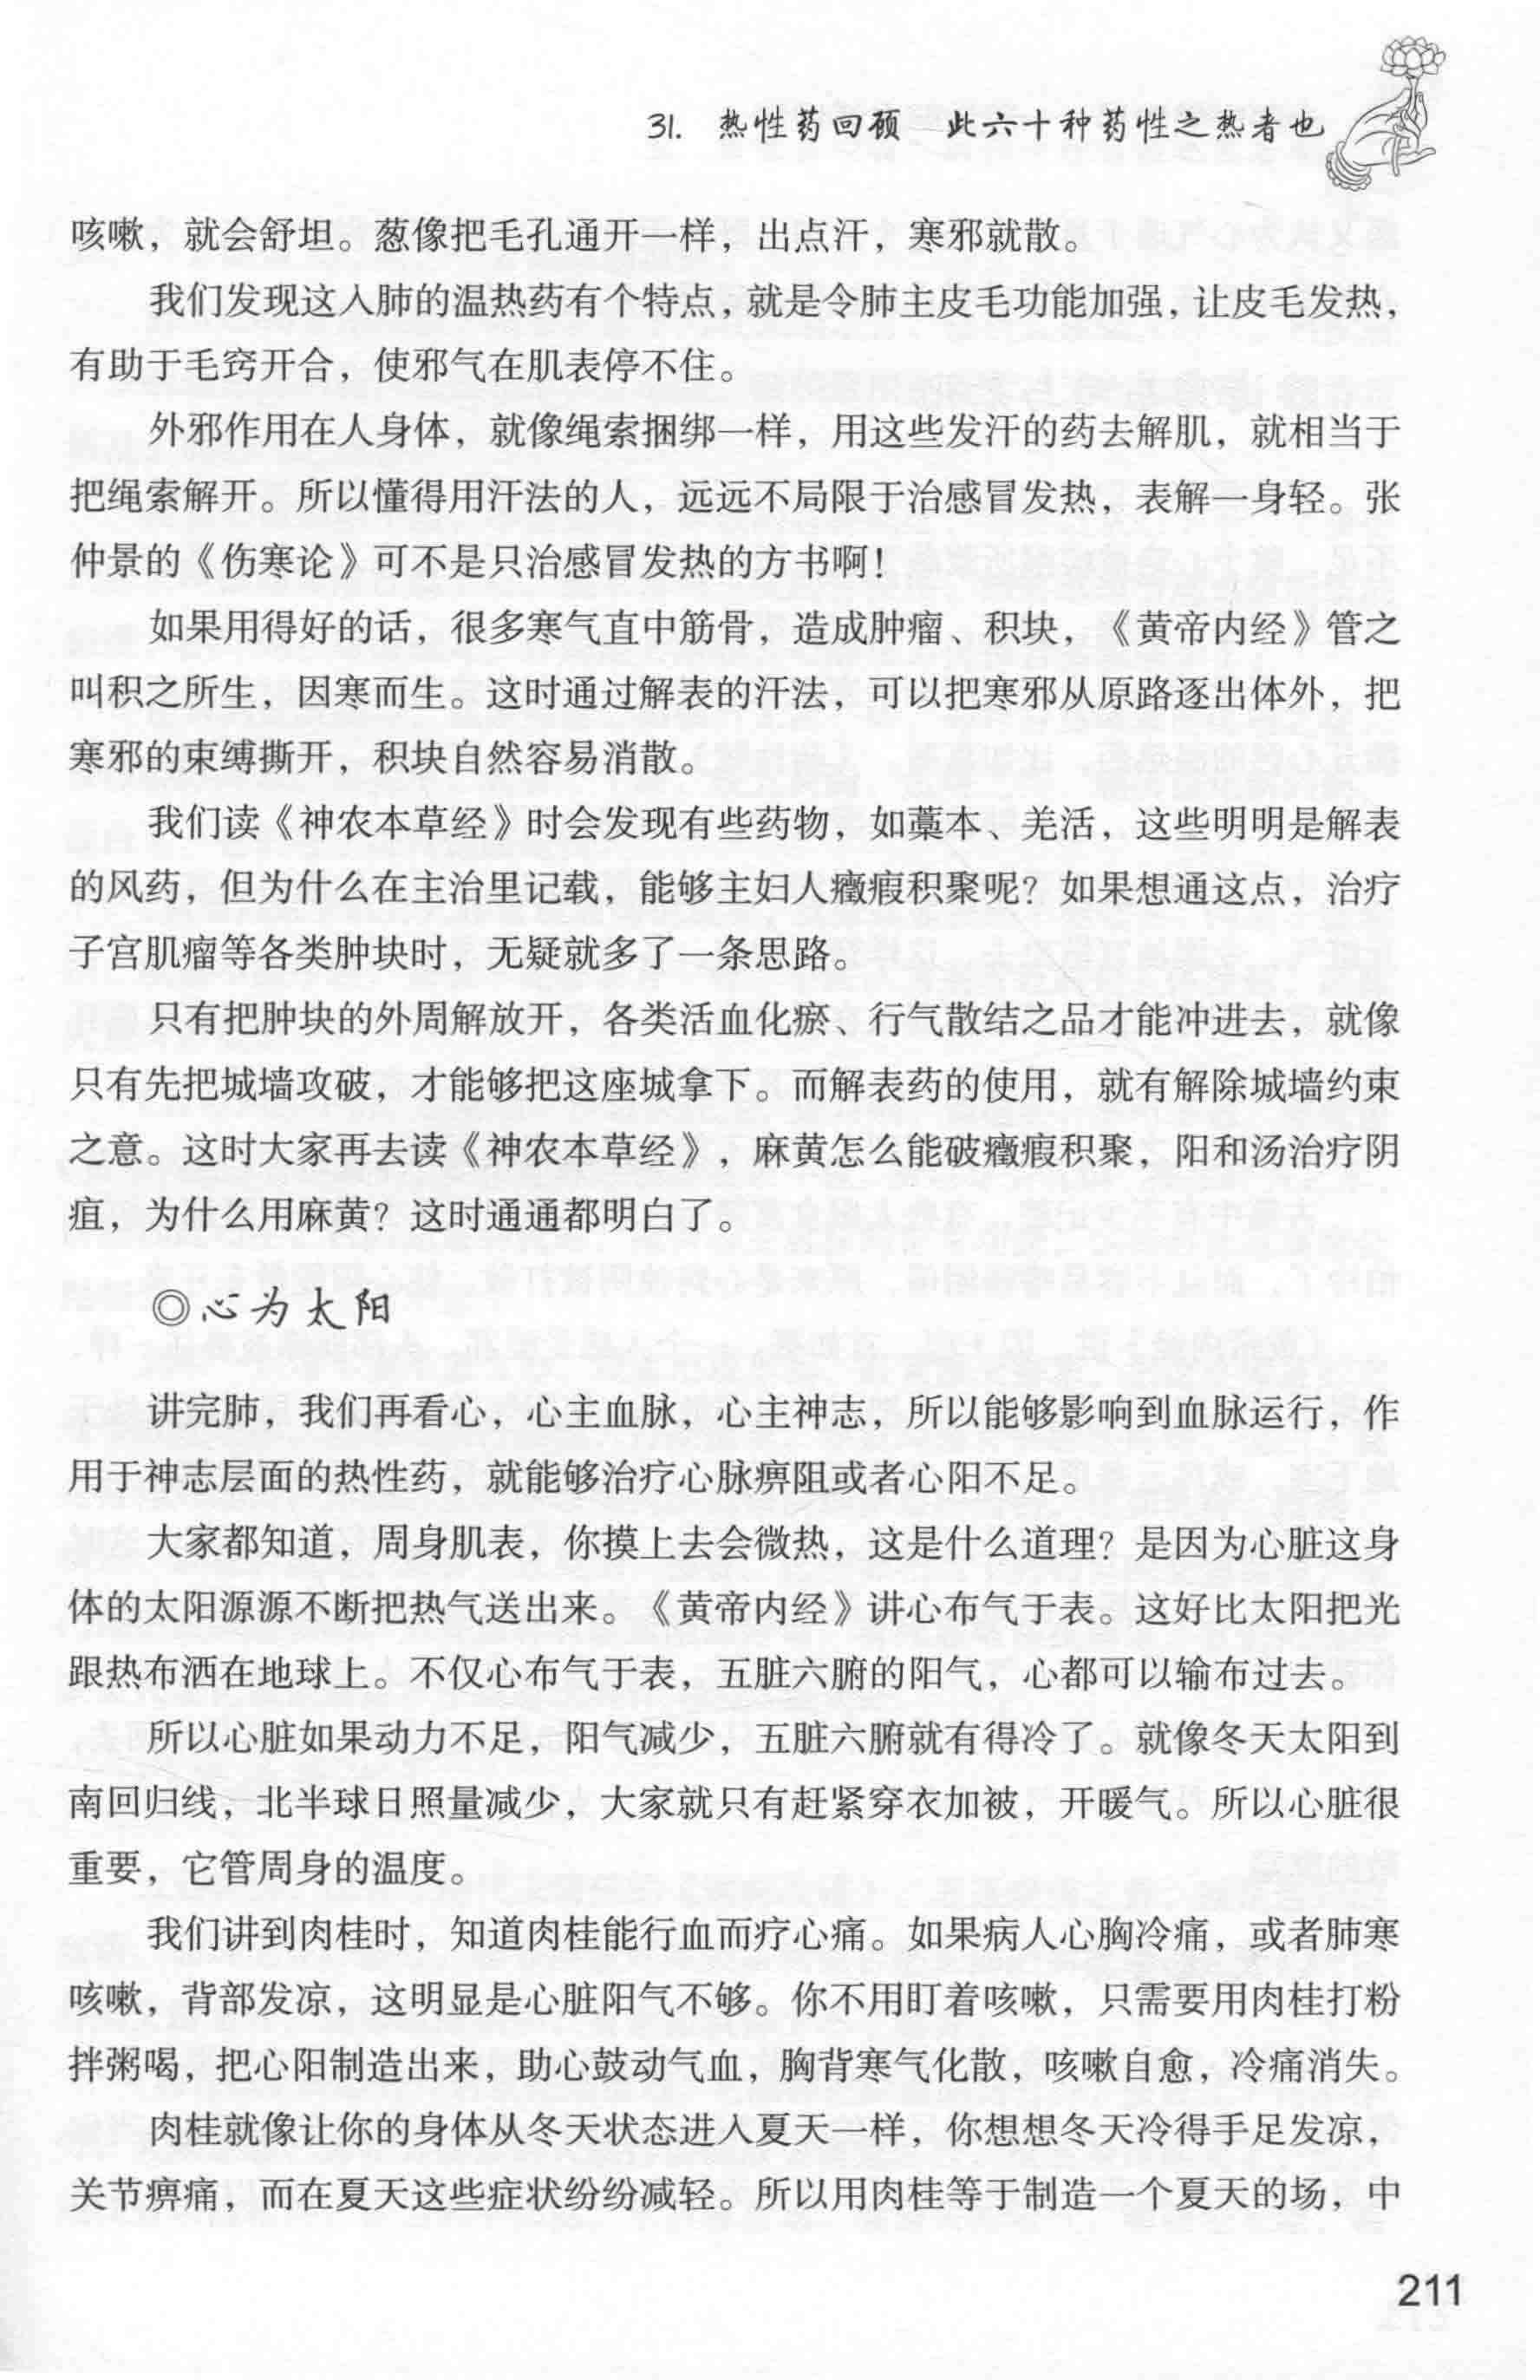 31. 热性药回顾 此六十种药性之热者也
咳嗽，就会舒坦。葱像把毛孔通开一样，出点汗，寒邪就散。
我们发现这入肺的温热药有个特点，就是令肺主皮毛功能加强，让皮毛发热，
有助于毛窍开合，使邪气在肌表停不住。
外邪作用在人身体，就像绳索捆绑一样，用这些发汗的药去解肌，就相当于
把绳索解开。所以懂得用汗法的人，远远不局限于治感冒发热，表解一身轻。张
仲景的《伤寒论》可不是只治感冒发热的方书啊！
如果用得好的话，很多寒气直中筋骨，造成肿瘤、积块，《黄帝内经》管之
叫积之所生，因寒而生。这时通过解表的汗法，可以把寒邪从原路逐出体外，把
寒邪的束缚撕开，积块自然容易消散。
我们读《神农本草经》时会发现有些药物，如藁本、羌活，这些明明是解表
的风药，但为什么在主治里记载，能够主妇人癥瘕积聚呢？如果想通这点，治疗
子宫肌瘤等各类肿块时，无疑就多了一条思路。
只有把肿块的外周解放开，各类活血化瘀、行气散结之品才能冲进去，就像
只有先把城墙攻破，才能够把这座城拿下。而解表药的使用，就有解除城墙约束
之意。这时大家再去读《神农本草经》，麻黄怎么能破癥瘕积聚，阳和汤治疗阴
疽，为什么用麻黄？这时通通都明白了。
◎心为太阳
讲完肺，我们再看心，心主血脉，心主神志，所以能够影响到血脉运行，作
用于神志层面的热性药，就能够治疗心脉痹阻或者心阳不足。
大家都知道，周身肌表，你摸上去会微热，这是什么道理？是因为心脏这身
体的太阳源源不断把热气送出来。《黄帝内经》讲心布气于表。这好比太阳把光
跟热布洒在地球上。不仅心布气于表，五脏六腑的阳气，心都可以输布过去。
所以心脏如果动力不足，阳气减少，五脏六腑就有得冷了。就像冬天太阳到
南回归线，北半球日照量减少，大家就只有赶紧穿衣加被，开暖气。所以心脏很
重要，它管周身的温度。
我们讲到肉桂时，知道肉桂能行血而疗心痛。如果病人心胸冷痛，或者肺寒
咳嗽，背部发凉，这明显是心脏阳气不够。你不用盯着咳嗽，只需要用肉桂打粉
拌粥喝，把心阳制造出来，助心鼓动气血，胸背寒气化散，咳嗽自愈，冷痛消失。
肉桂就像让你的身体从冬天状态进入夏天一样，你想想冬天冷得手足发凉，
关节痹痛，而在夏天这些症状纷纷减轻。所以用肉桂等于制造一个夏天的场，中
211